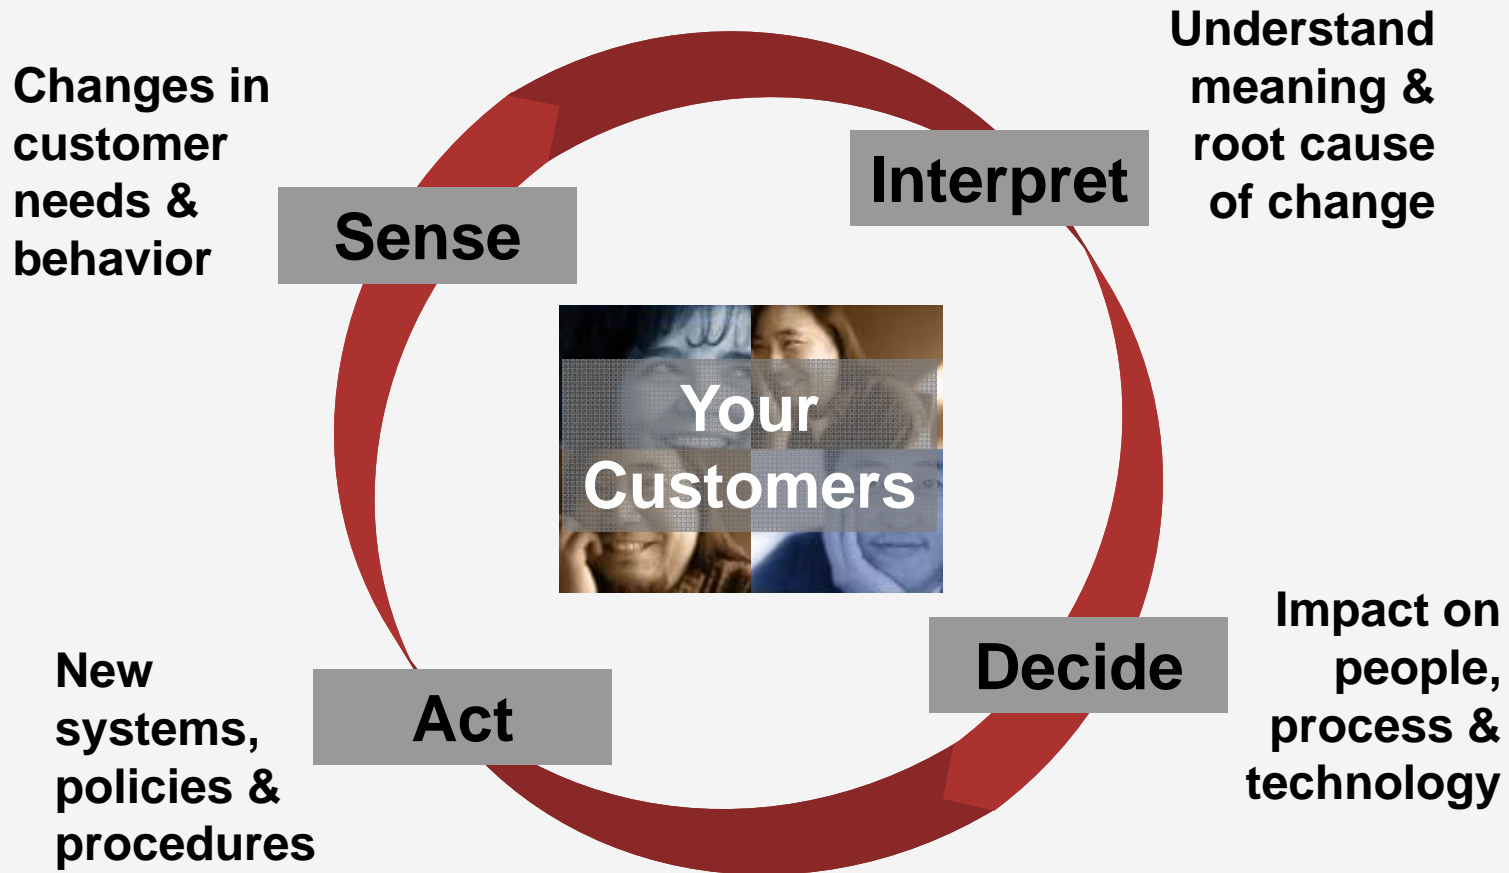 Changes in
customer
needs &
behavior
Sense
Interpret
Understand
meaning &
root cause
of change
Your
Customers
Decide
Impact on
people,
process &
technology
Act
New
systems,
policies &
procedures